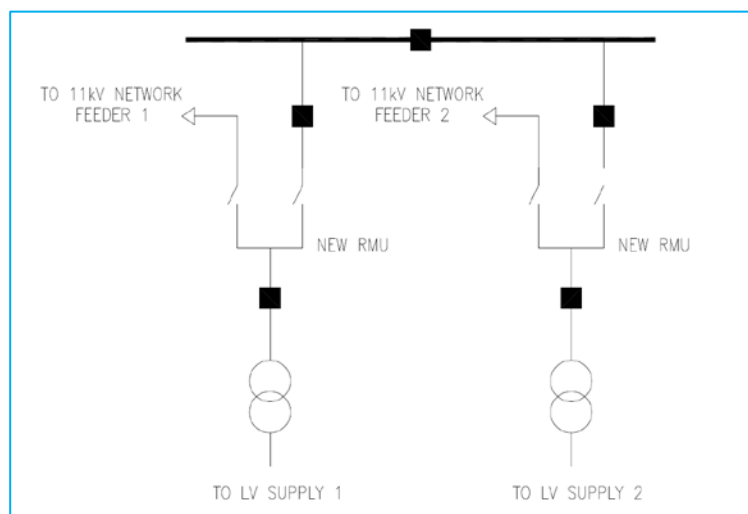 TO 11kV NETWORK
FEEDER 1
TO 11kV NETWORK
FEEDER 2
NEW RMU
NEW RMU
TO LV SUPPLY 1
TO LV SUPPLY 2